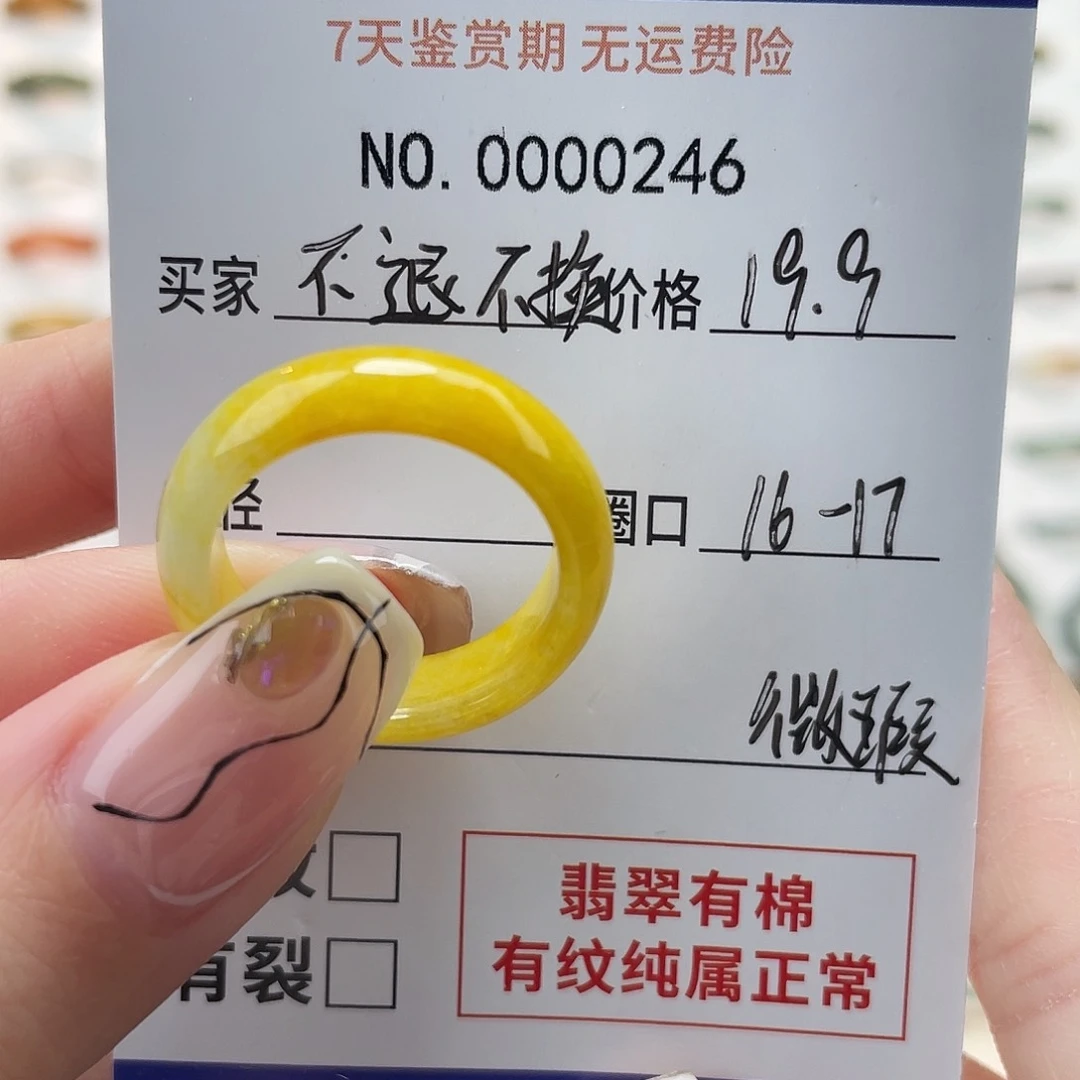 7天鉴赏期 无运费险
NO. 0000246
买家 不退不换 价格 19.9
径 圈口 16-17
微瑕
纹
有裂
翡翠有棉
有纹纯属正常